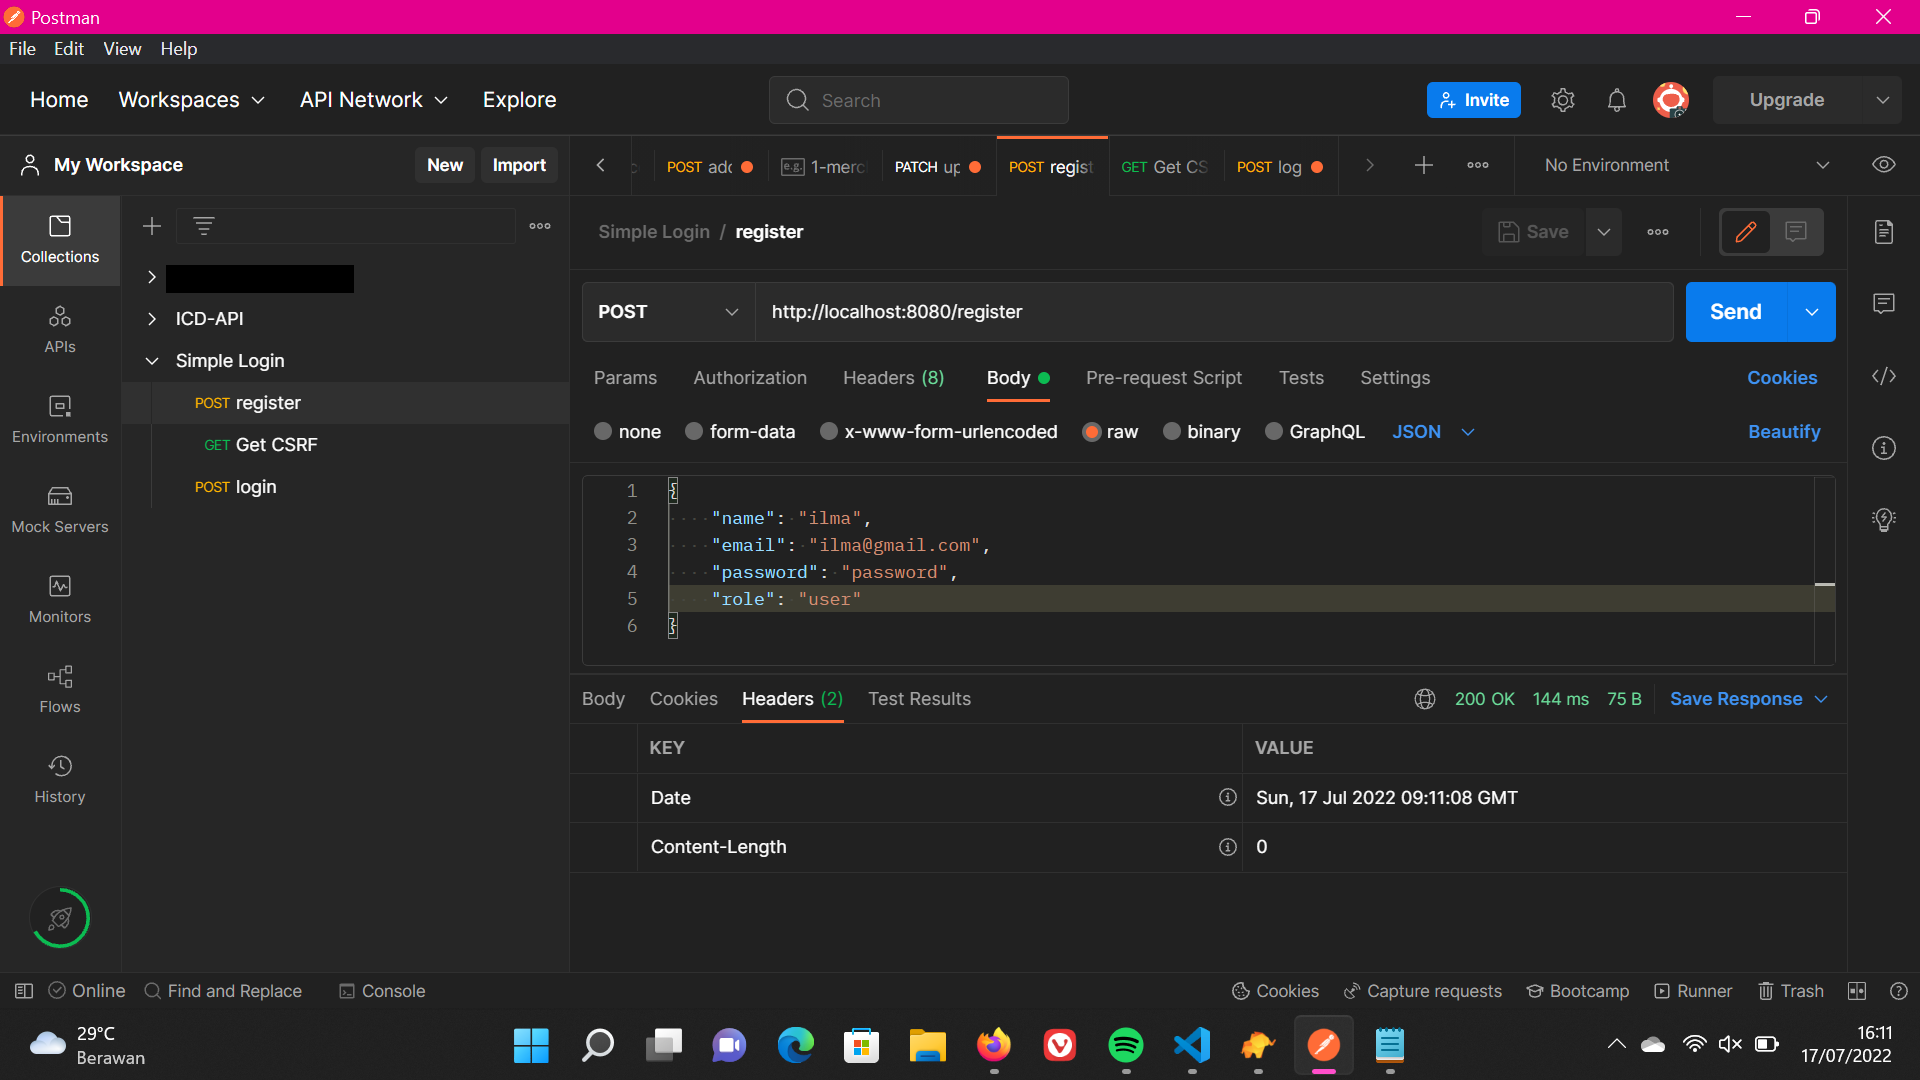 Postman
File Edit View Help
Home Workspaces API Network Explore Search Invite Upgrade
My Workspace New Import
POST adc e.g. 1-merc PATCH up POST regist GET Get CS POST log No Environment
Collections
APIs
Environments
Mock Servers
Monitors
Flows
History
ICD-API
Simple Login
POST register
GET Get CSRF
POST login
Simple Login / register Save
POST http://localhost:8080/register Send
Params Authorization Headers (8) Body Pre-request Script Tests Settings Cookies
none form-data x-www-form-urlencoded raw binary GraphQL JSON Beautify
1 {
2 "name": "ilma",
3 "email": "ilma@gmail.com",
4 "password": "password",
5 "role": "user"
6 }
Body Cookies Headers (2) Test Results 200 OK 144 ms 75 B Save Response
KEY VALUE
Date Sun, 17 Jul 2022 09:11:08 GMT
Content-Length 0
Online Find and Replace Console Cookies Capture requests Bootcamp Runner Trash
29°C
Berawan
16:11
17/07/2022